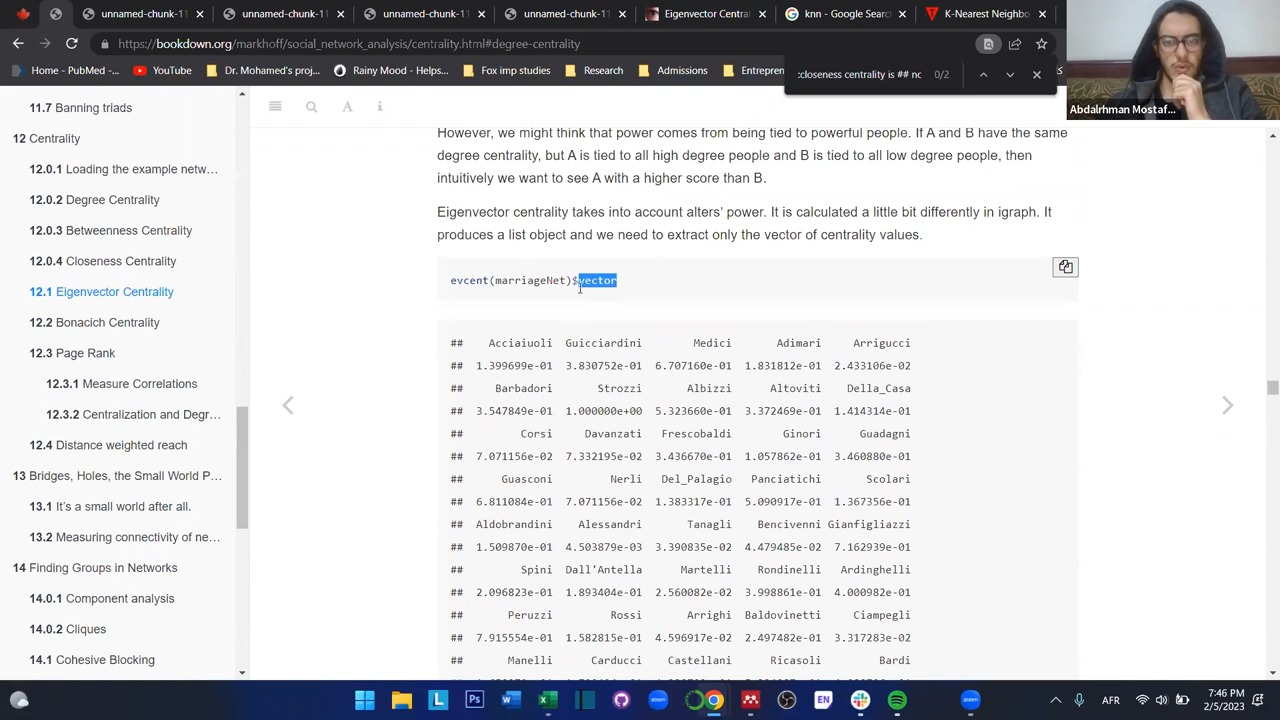 unnamed-chunk-11
unnamed-chunk-11
unnamed-chunk-11
unnamed-chunk-11
Eigenvector Centra
knn - Google Search
K-Nearest Neighbo
https://bookdown.org/markhoff/social_network_analysis/centrality.html#degree-centrality
Home - PubMed -...
YouTube
Dr. Mohamed's proj...
Rainy Mood - Helps...
Fox imp studies
Research
Entrepren
:closeness centrality is ## no
0/2
Abdalrhman Mostaf...
11.7 Banning triads
12 Centrality
12.0.1 Loading the example netw...
12.0.2 Degree Centrality
12.0.3 Betweenness Centrality
12.0.4 Closeness Centrality
12.1 Eigenvector Centrality
12.2 Bonacich Centrality
12.3 Page Rank
12.3.1 Measure Correlations
12.3.2 Centralization and Degr...
12.4 Distance weighted reach
13 Bridges, Holes, the Small World P...
13.1 It's a small world after all.
13.2 Measuring connectivity of ne...
14 Finding Groups in Networks
14.0.1 Component analysis
14.0.2 Cliques
14.1 Cohesive Blocking
However, we might think that power comes from being tied to powerful people. If A and B have the same
degree centrality, but A is tied to all high degree people and B is tied to all low degree people, then
intuitively we want to see A with a higher score than B.
Eigenvector centrality takes into account alters' power. It is calculated a little bit differently in igraph. It
produces a list object and we need to extract only the vector of centrality values.
evcent(marriageNet)$vector
## Acciaiuoli Guicciardini Medici Adimari Arrigucci
## 1.399699e-01 3.830752e-01 6.707160e-01 1.831812e-01 2.433106e-02
## Barbadori Strozzi Albizzi Altoviti Della_Casa
## 3.547849e-01 1.000000e+00 5.323660e-01 3.372469e-01 1.414314e-01
## Corsi Davanzati Frescobaldi Ginori Guadagni
## 7.071156e-02 7.332195e-02 3.436670e-01 1.057862e-01 3.460880e-01
## Guasconi Nerli Del_Palagio Panciatichi Scolari
## 6.811084e-01 7.071156e-02 1.383317e-01 5.090917e-01 1.367356e-01
## Aldobrandini Alessandri Tanagli Bencivenni Gianfigliazzi
## 1.509870e-01 4.503879e-03 3.390835e-02 4.479485e-02 7.162939e-01
## Spini Dall'Antella Martelli Rondinelli Ardinghelli
## 2.096823e-01 1.893404e-01 2.560082e-02 3.998861e-01 4.000982e-01
## Peruzzi Rossi Arrighi Baldovinetti Ciampegli
## 7.915554e-01 1.582815e-01 4.596917e-02 2.497482e-01 3.317283e-02
## Manelli Carducci Castellani Ricasoli Bardi
AFR
EN
7:46 PM
2/5/2023